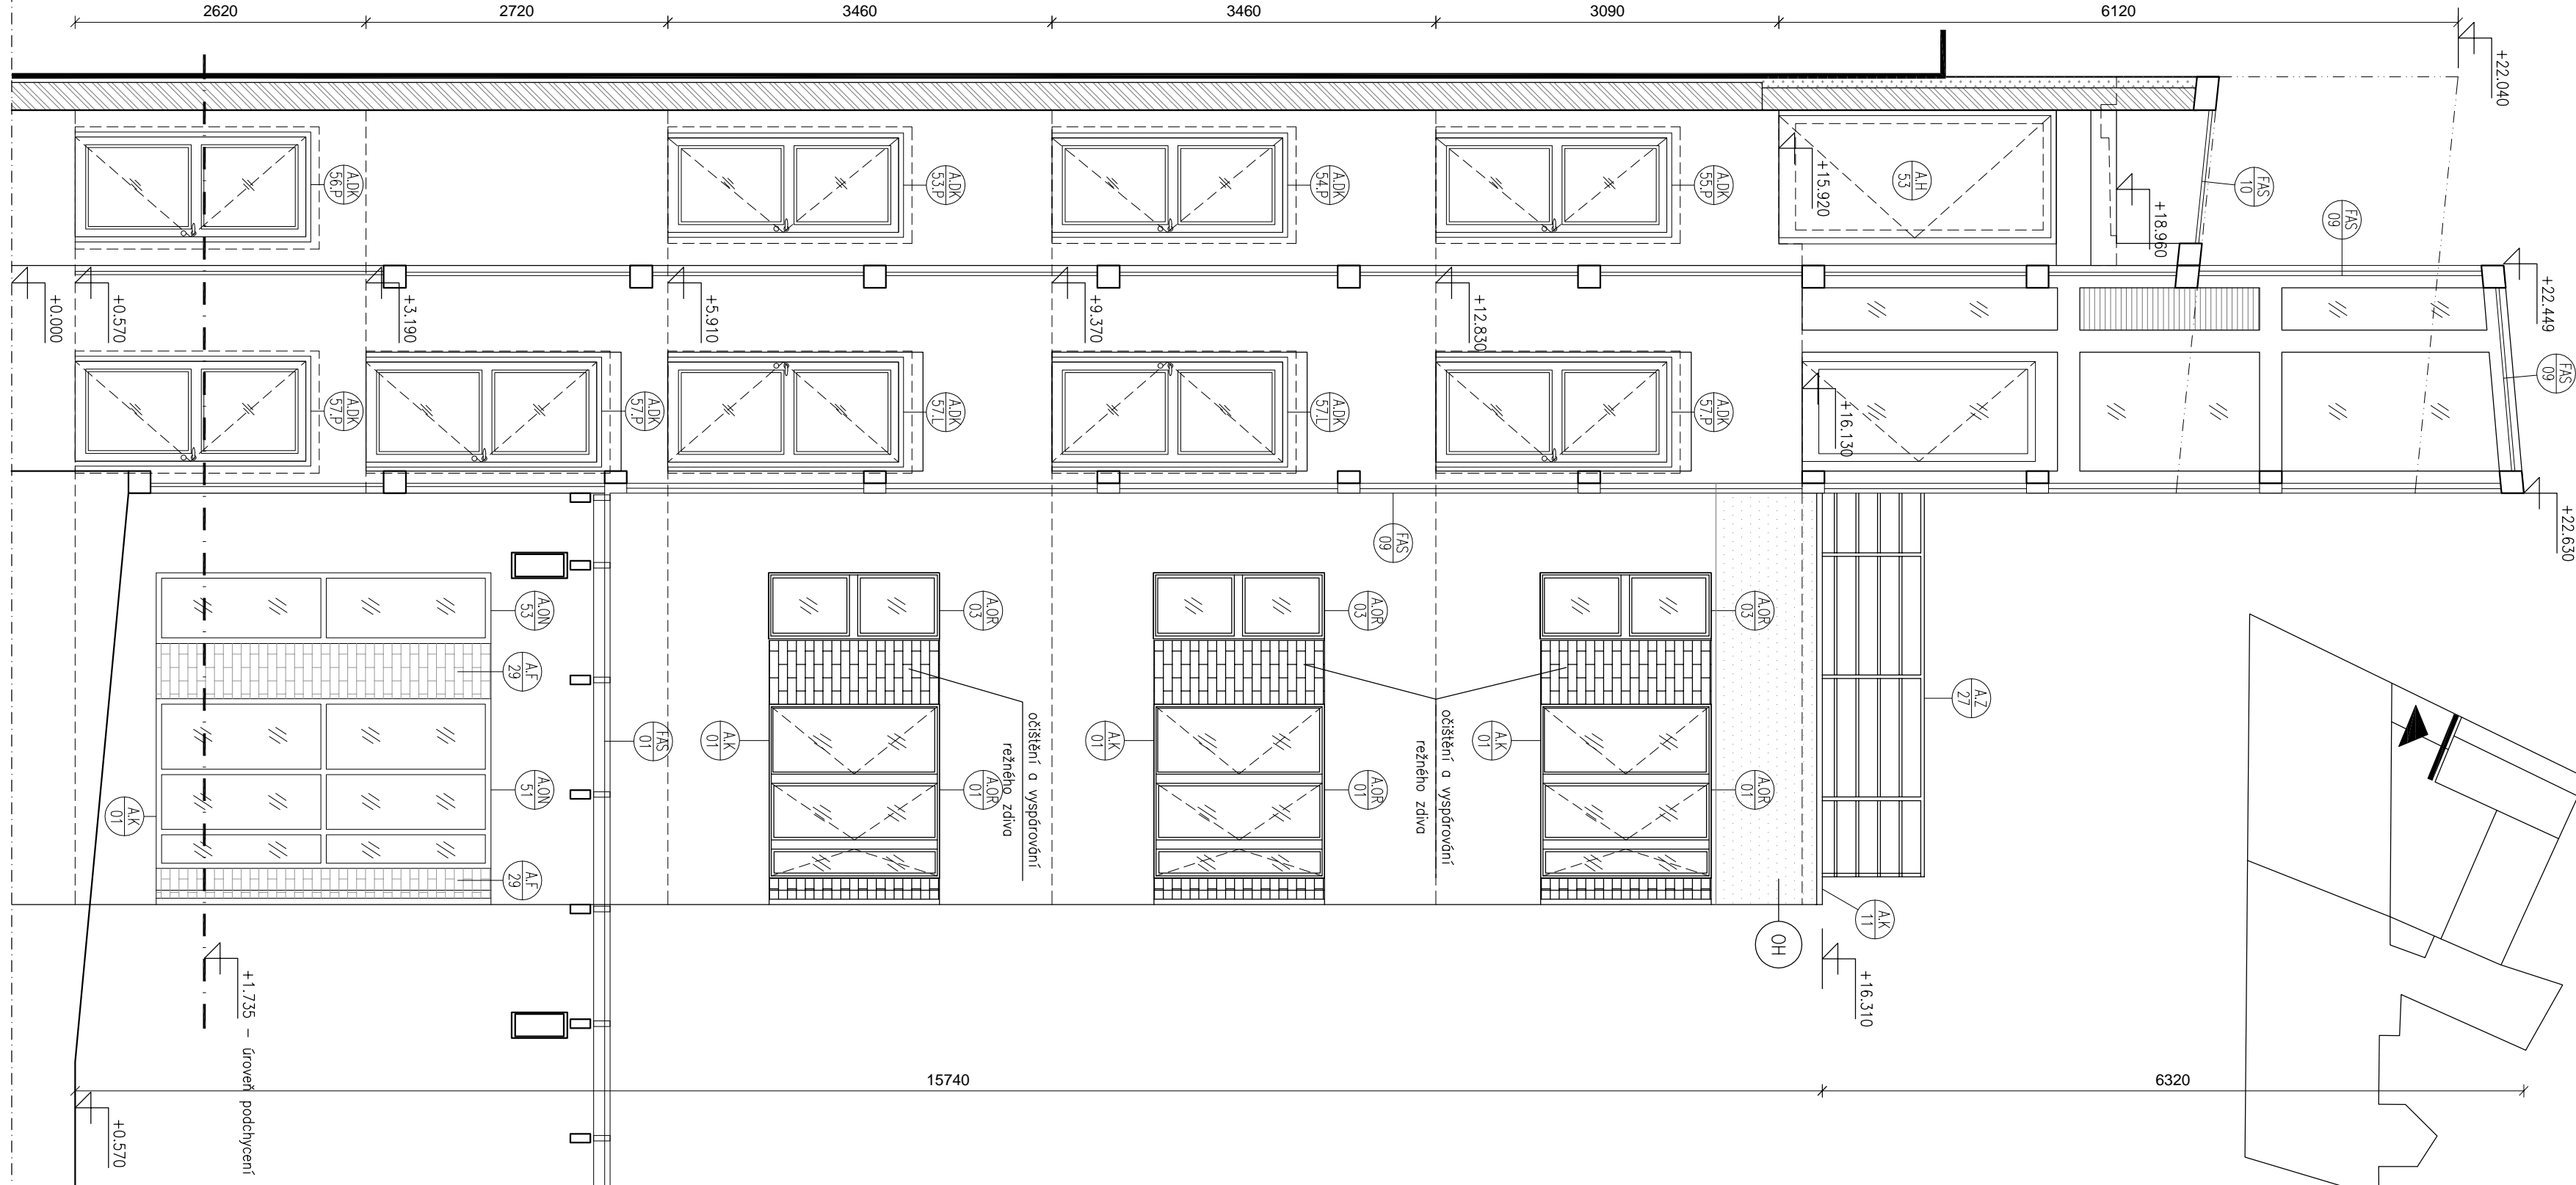 2620
2720
3460
3460
3090
6120
+22.040
A.DK
56.P
A.DK
53.P
A.DK
54.P
A.DK
55.P
+15.920
A.H
53
+18.960
FAS
10
FAS
09
+0.000
+0.570
+3.190
+5.910
+9.370
+12.830
+22.449
FAS
09
A.DK
57.P
A.DK
57.P
A.DK
57.L
A.DK
57.L
A.DK
57.P
+16.130
+22.630
FAS
09
A.ON
53
A.OR
03
A.OR
03
A.OR
03
A.F
29
A.Z
27
FAS
01
A.K
01
očištění a vyspárování
režného zdiva
A.K
01
očištění a vyspárování
režného zdiva
A.K
01
A.K
01
A.ON
51
A.OR
01
A.OR
01
A.OR
01
A.F
29
A.K
11
OH
+16.310
+1.735 – úroveň podchycení
15740
6320
+0.570